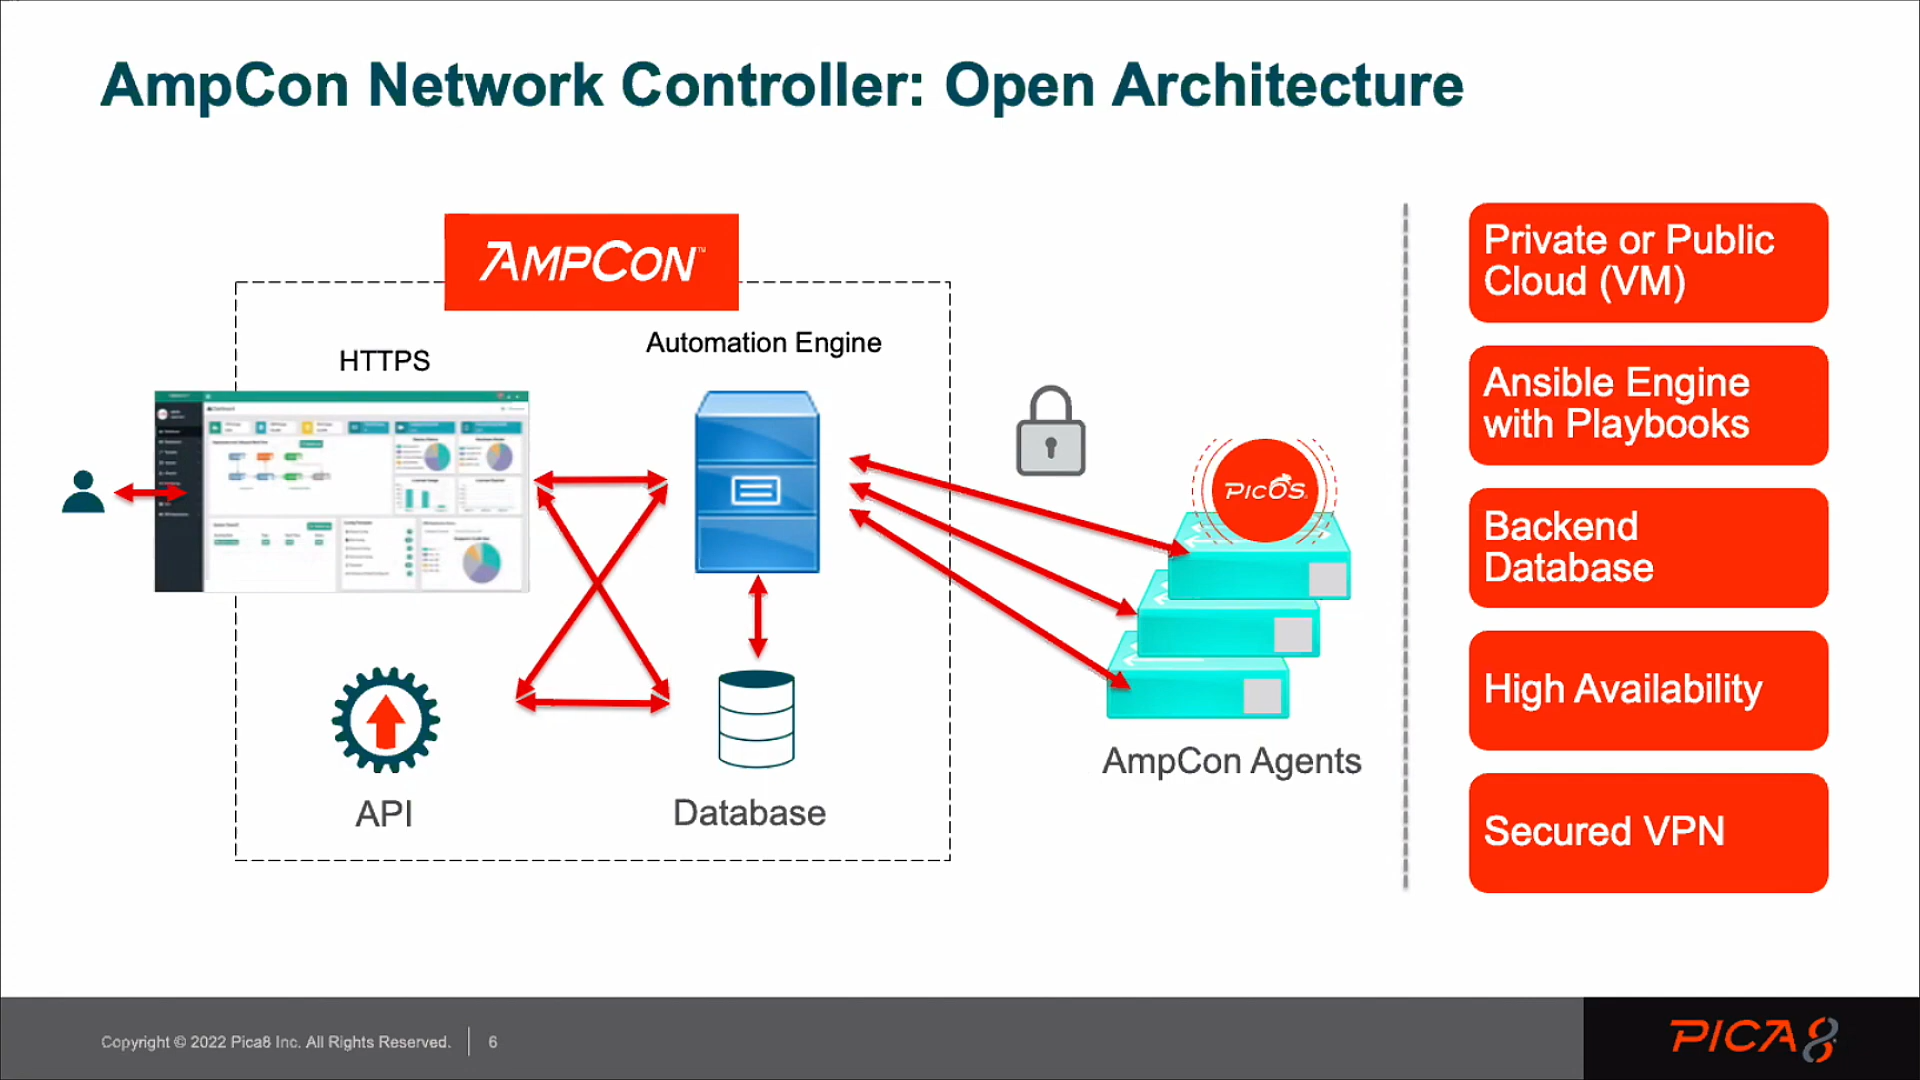 AmpCon Network Controller: Open Architecture
AMPCON™
HTTPS
Automation Engine
PICOS
API
Database
AmpCon Agents
Private or Public
Cloud (VM)
Ansible Engine
with Playbooks
Backend
Database
High Availability
Secured VPN
Copyright © 2022 Pica8 Inc. All Rights Reserved.
6
PICA8